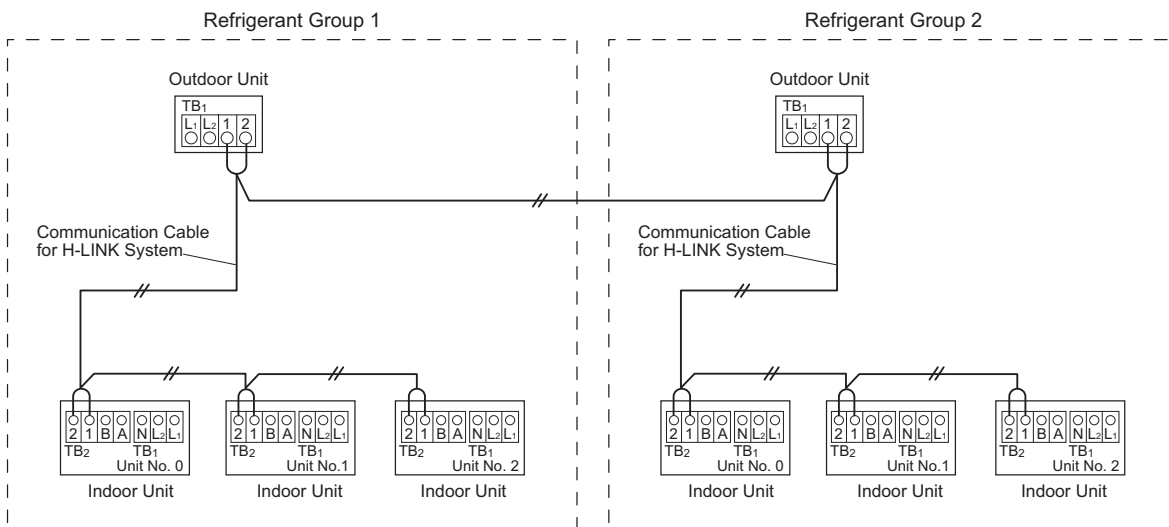 Refrigerant Group 1
Refrigerant Group 2
Outdoor Unit
TB1
L1 L2 1 2
Outdoor Unit
TB1
L1 L2 1 2
Communication Cable
for H-LINK System
Communication Cable
for H-LINK System
2 1 B A N L2 L1
TB2 TB1
Unit No. 0
Indoor Unit
2 1 B A N L2 L1
TB2 TB1
Unit No.1
Indoor Unit
2 1 B A N L2 L1
TB2 TB1
Unit No. 2
Indoor Unit
2 1 B A N L2 L1
TB2 TB1
Unit No. 0
Indoor Unit
2 1 B A N L2 L1
TB2 TB1
Unit No.1
Indoor Unit
2 1 B A N L2 L1
TB2 TB1
Unit No. 2
Indoor Unit